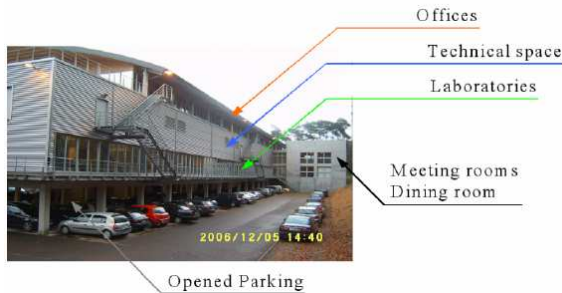 Offices
Technical space
Laboratories
Meeting rooms
Dining room
2006/12/05 14:40
Opened Parking